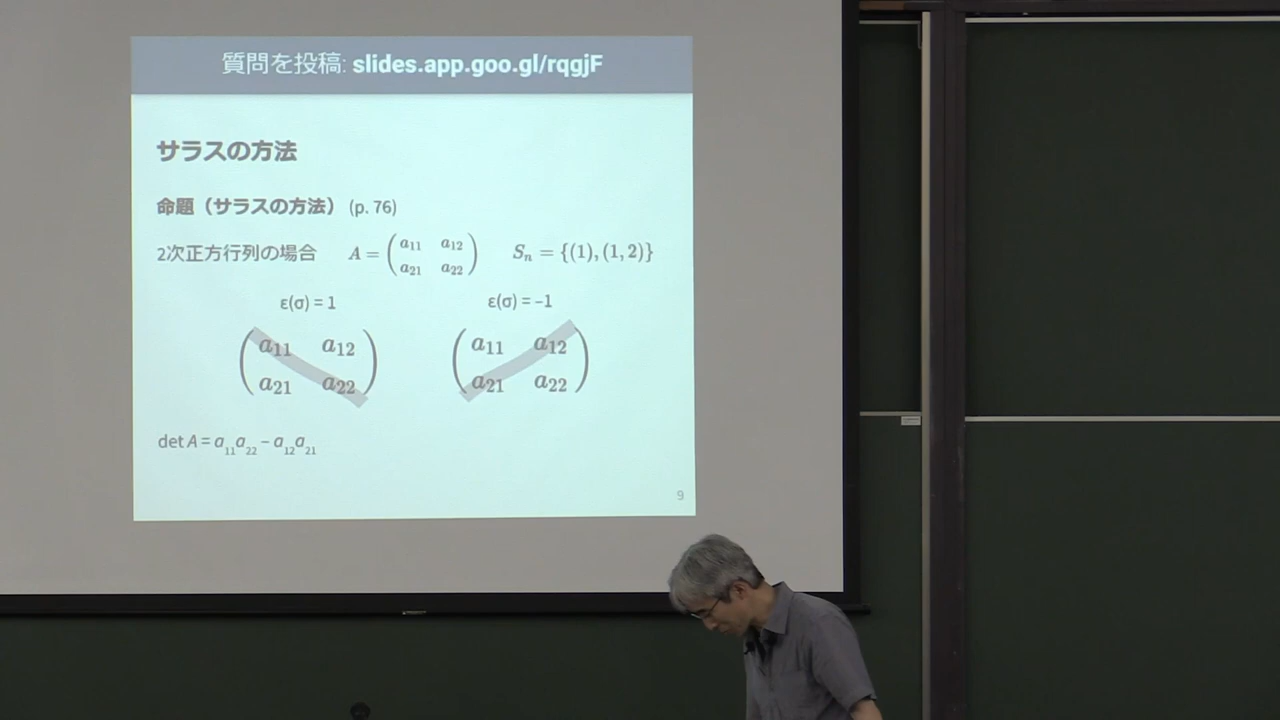 質問を投稿: slides.app.goo.gl/rqgjF
サラスの方法
命題（サラスの方法） (p. 76)
2次正方行列の場合 A = ( a11 a12 a21 a22 ) Sn = {(1), (1, 2)}
ε(σ) = 1 ε(σ) = –1
a11 a12 a11 a12
a21 a22 a21 a22
det A = a11a22 – a12a21
9